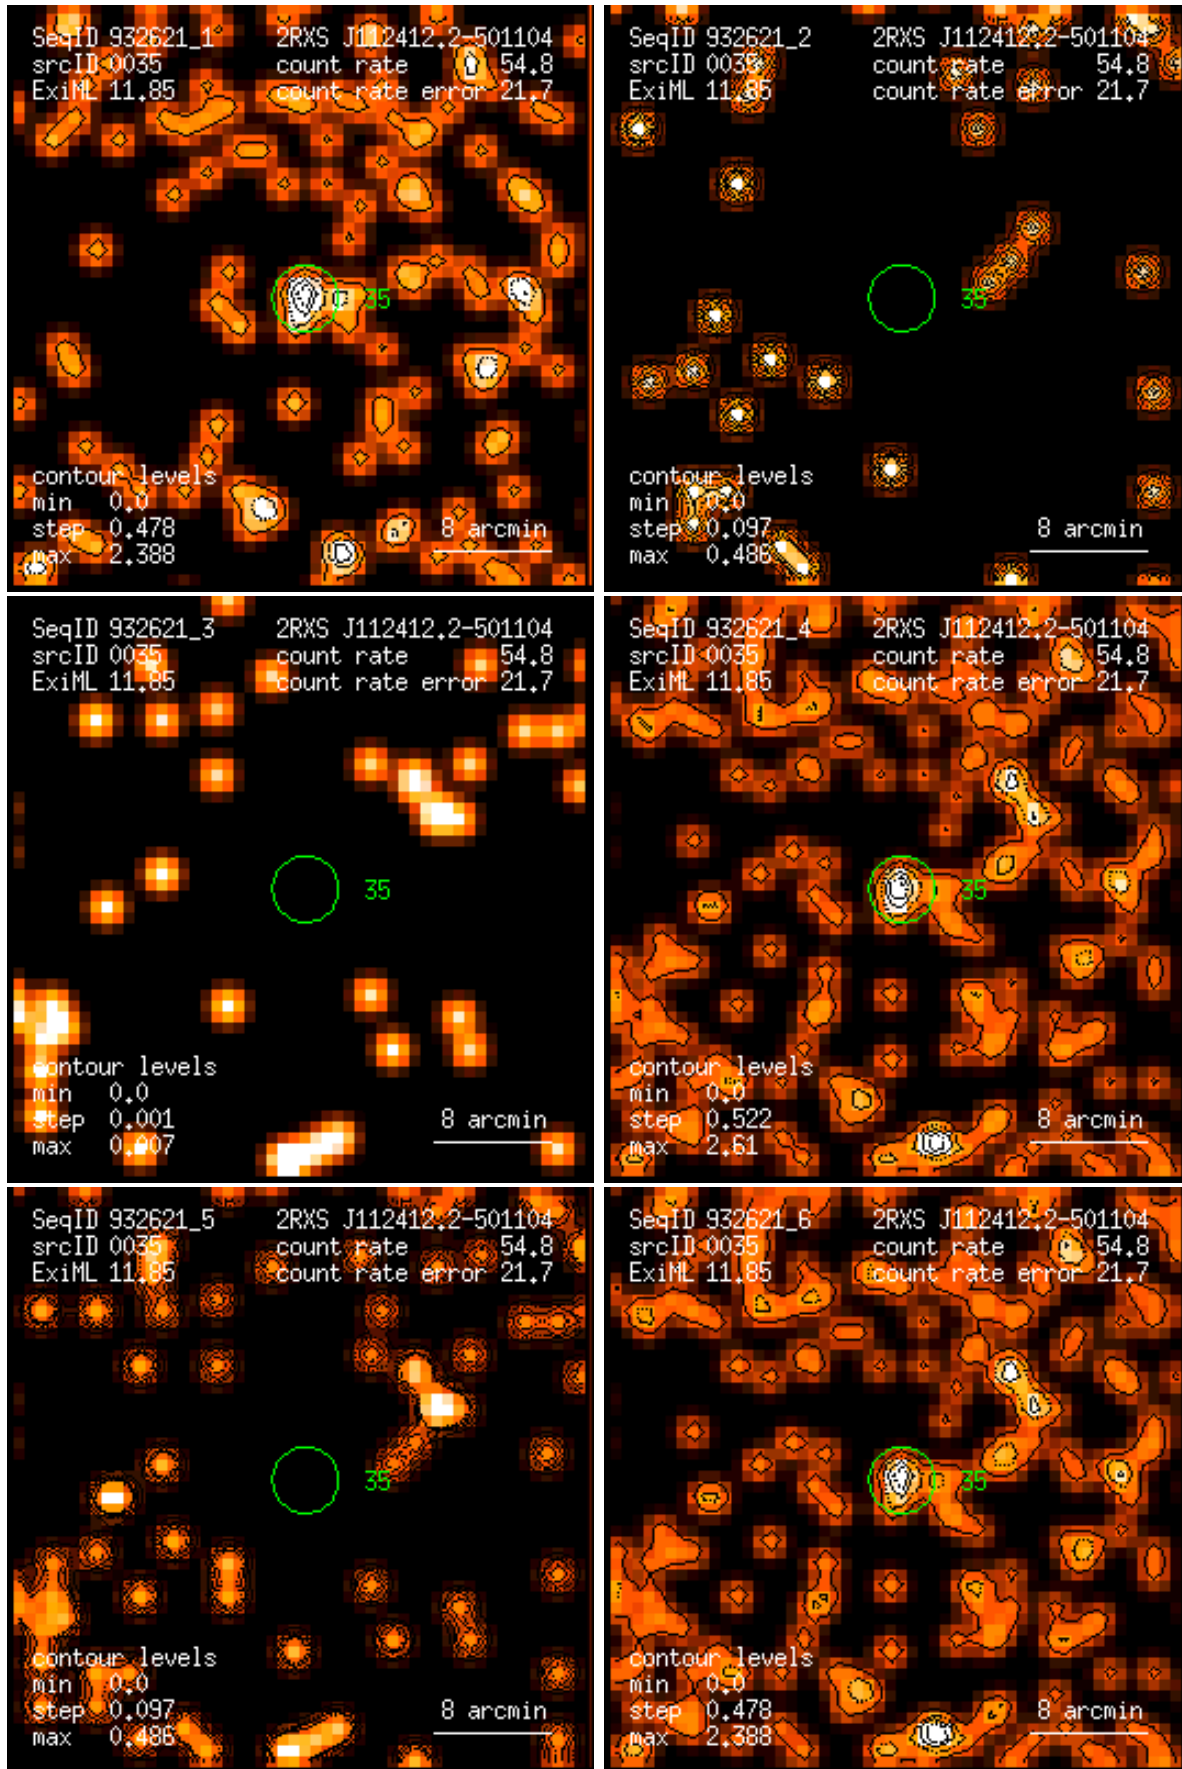 SeqID 932621_1 2RXS J112412.2-501104
srcID 0035 count rate 54.8
ExiML 11.85 count rate error 21.7
35
contour levels
min 0.0
step 0.478 8 arcmin
max 2.388
SeqID 932621_2 2RXS J112412.2-501104
srcID 0035 count rate 54.8
ExiML 11.85 count rate error 21.7
35
contour levels
min 0.0
step 0.097 8 arcmin
max 0.486
SeqID 932621_3 2RXS J112412.2-501104
srcID 0035 count rate 54.8
ExiML 11.85 count rate error 21.7
35
contour levels
min 0.0
step 0.001 8 arcmin
max 0.007
SeqID 932621_4 2RXS J112412.2-501104
srcID 0035 count rate 54.8
ExiML 11.85 count rate error 21.7
35
contour levels
min 0.0
step 0.522 8 arcmin
max 2.61
SeqID 932621_5 2RXS J112412.2-501104
srcID 0035 count rate 54.8
ExiML 11.85 count rate error 21.7
35
contour levels
min 0.0
step 0.097 8 arcmin
max 0.486
SeqID 932621_6 2RXS J112412.2-501104
srcID 0035 count rate 54.8
ExiML 11.85 count rate error 21.7
35
contour levels
min 0.0
step 0.478 8 arcmin
max 2.388